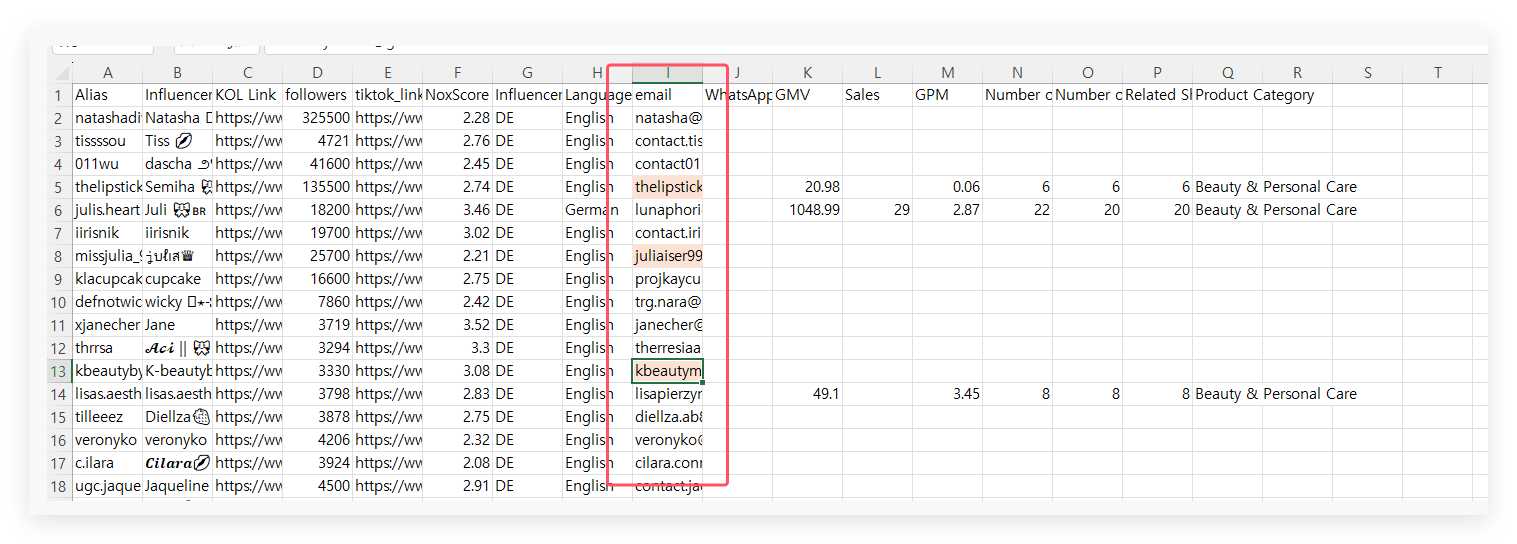 A B C D E F G H I J K L M N O P Q R S T
1 Alias Influencer KOL Link followers tiktok_link NoxScore Influencer Language email WhatsApp GMV Sales GPM Number o Number o Related Sh Product Category
2 natashadi Natasha https://ww 325500 https://ww 2.28 DE English natasha@
3 tissssou Tiss 4721 https://ww https://ww 2.76 DE English contact.tis
4 011wu dascha https://ww 41600 https://ww 2.45 DE English contact01
5 thelipstick Semiha https://ww 135500 https://ww 2.74 DE English thelipstick 20.98 0.06 6 6 6 Beauty & Personal Care
6 julis.heart Juli BR https://ww 18200 https://ww 3.46 DE German lunaphori 1048.99 29 2.87 22 20 20 Beauty & Personal Care
7 iirisnik iirisnik https://ww 19700 https://ww 3.02 DE English contact.iri
8 missjulia_ https://ww 25700 https://ww 2.21 DE English juliaiser99
9 klacupcak cupcake https://ww 16600 https://ww 2.75 DE English projkaycu
10 defnotwic wicky https://ww 7860 https://ww 2.42 DE English trg.nara@
11 xjanecher Jane https://ww 3719 https://ww 3.52 DE English janecher@
12 thrrsa 𝓐𝓬𝓲 || https://ww 3294 https://ww 3.3 DE English therresiaa
13 kbeautyby K-beautyb https://ww 3330 https://ww 3.08 DE English kbeautym
14 lisas.aesth lisas.aesth https://ww 3798 https://ww 2.83 DE English lisapierzyn 49.1 3.45 8 8 8 Beauty & Personal Care
15 tilleeez Diellza https://ww 3878 https://ww 2.75 DE English diellza.ab8
16 veronyko veronyko https://ww 4206 https://ww 2.32 DE English veronyko@
17 c.ilara 𝑪𝒊𝒍𝒂𝒓𝒂 https://ww 3924 https://ww 2.08 DE English cilara.conn
18 ugc.jaque Jaqueline https://ww 4500 https://ww 2.91 DE English contact.ja